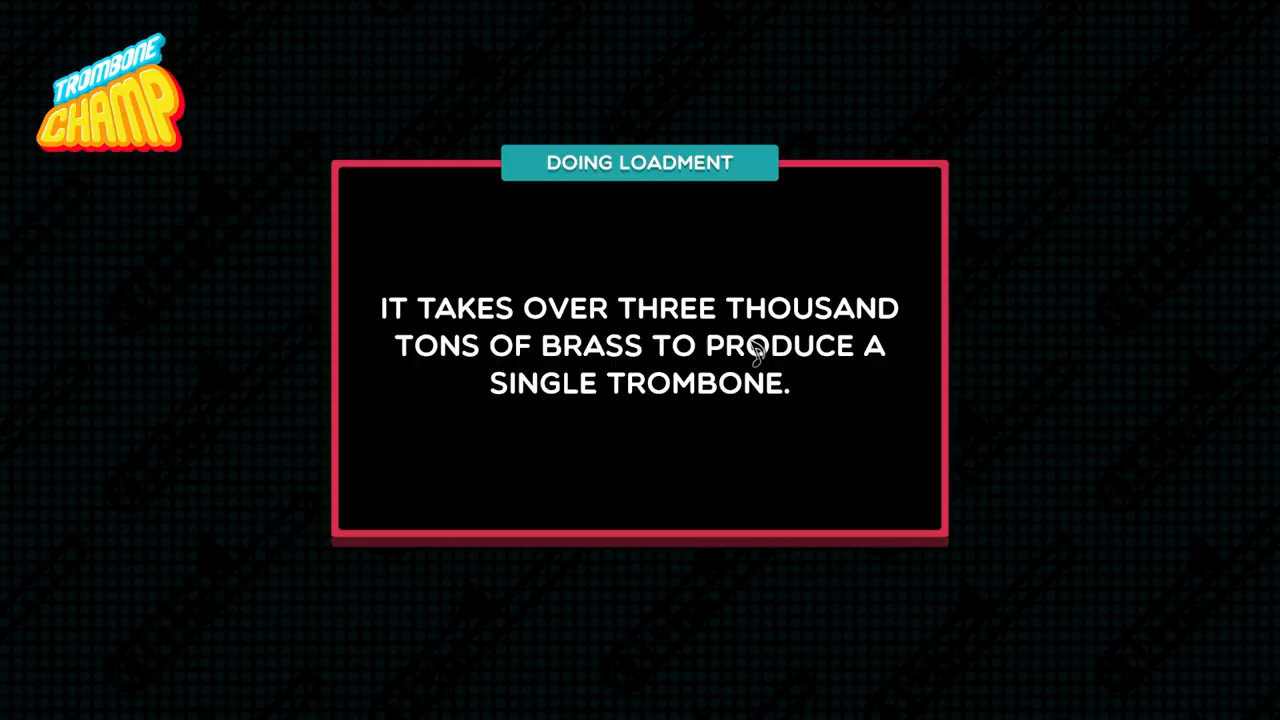 TROMBONE
CHAMP
DOING LOADMENT
IT TAKES OVER THREE THOUSAND
TONS OF BRASS TO PRODUCE A
SINGLE TROMBONE.